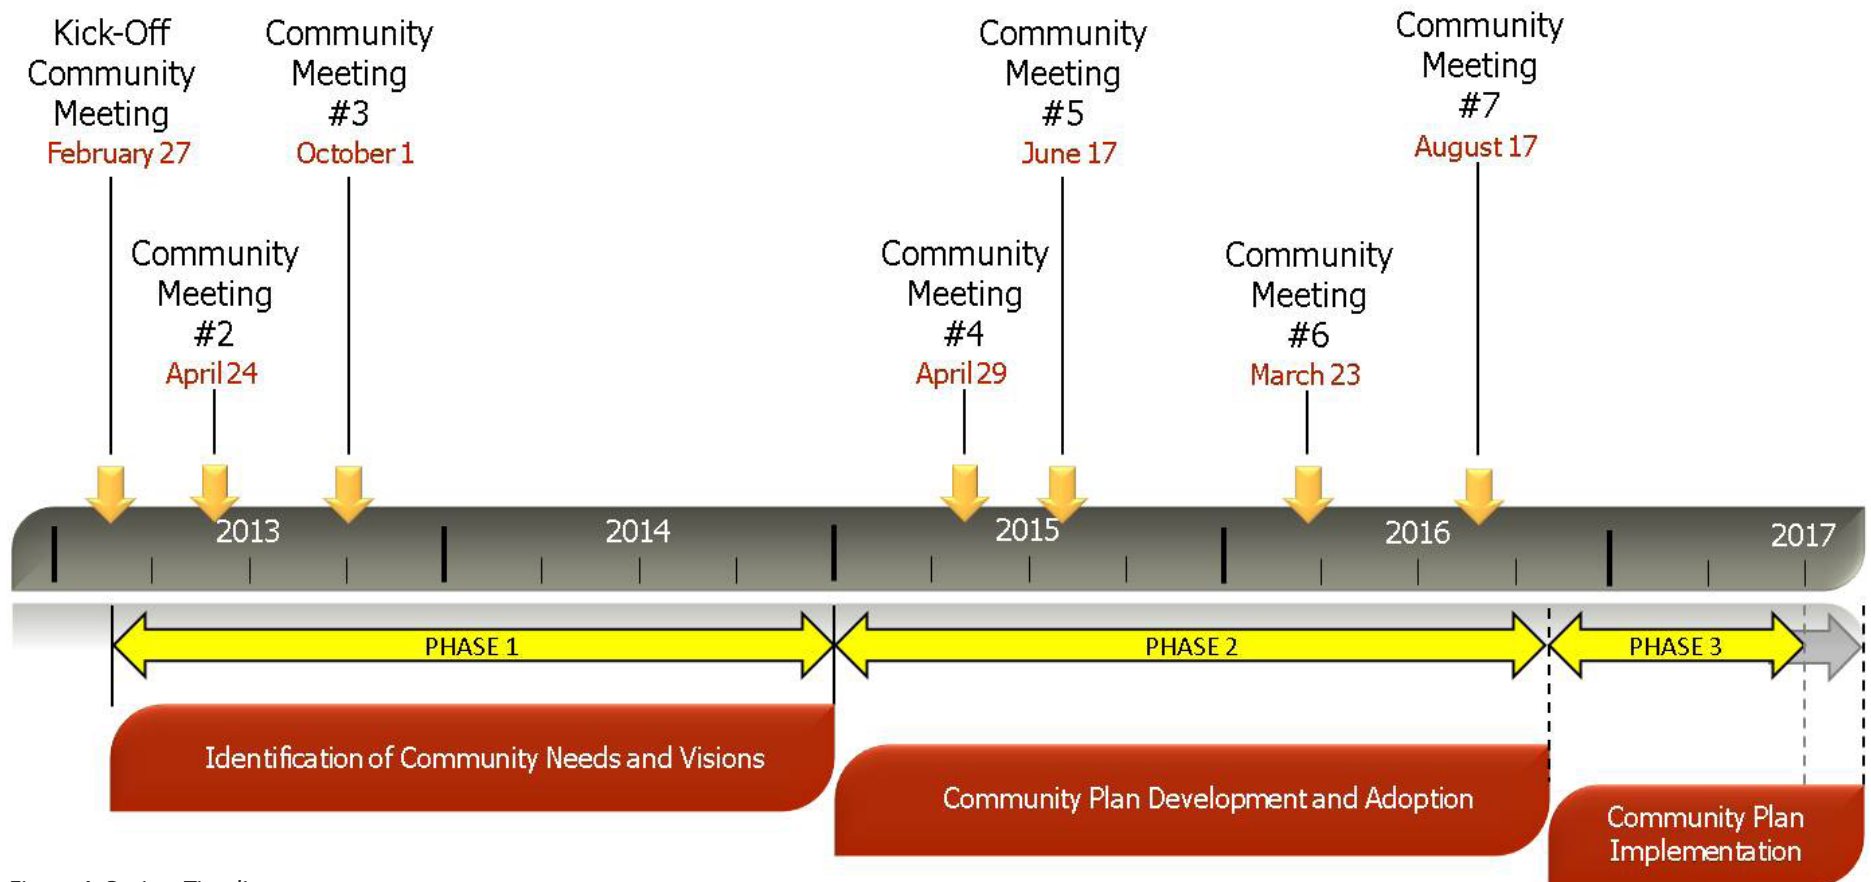 Kick-Off
Community
Meeting
February 27
Community
Meeting
#3
October 1
Community
Meeting
#5
June 17
Community
Meeting
#7
August 17
Community
Meeting
#2
April 24
Community
Meeting
#4
April 29
Community
Meeting
#6
March 23
2013
2014
2015
2016
2017
PHASE 1
PHASE 2
PHASE 3
Identification of Community Needs and Visions
Community Plan Development and Adoption
Community Plan
Implementation